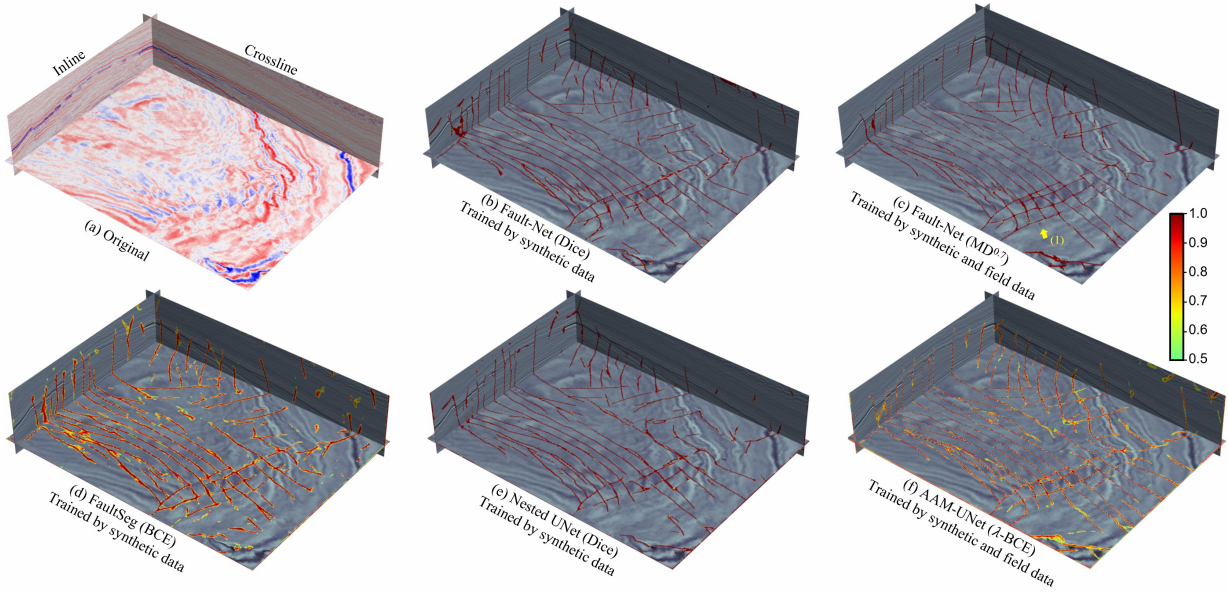 Inline
Crossline
(a) Original
(b) Fault-Net (Dice)
Trained by synthetic data
(c) Fault-Net (MD⁰·⁷)
Trained by synthetic and field data
(1)
1.0
0.9
0.8
0.7
0.6
0.5
(d) FaultSeg (BCE)
Trained by synthetic data
(e) Nested UNet (Dice)
Trained by synthetic data
(f) AAM-UNet (λ-BCE)
Trained by synthetic and field data